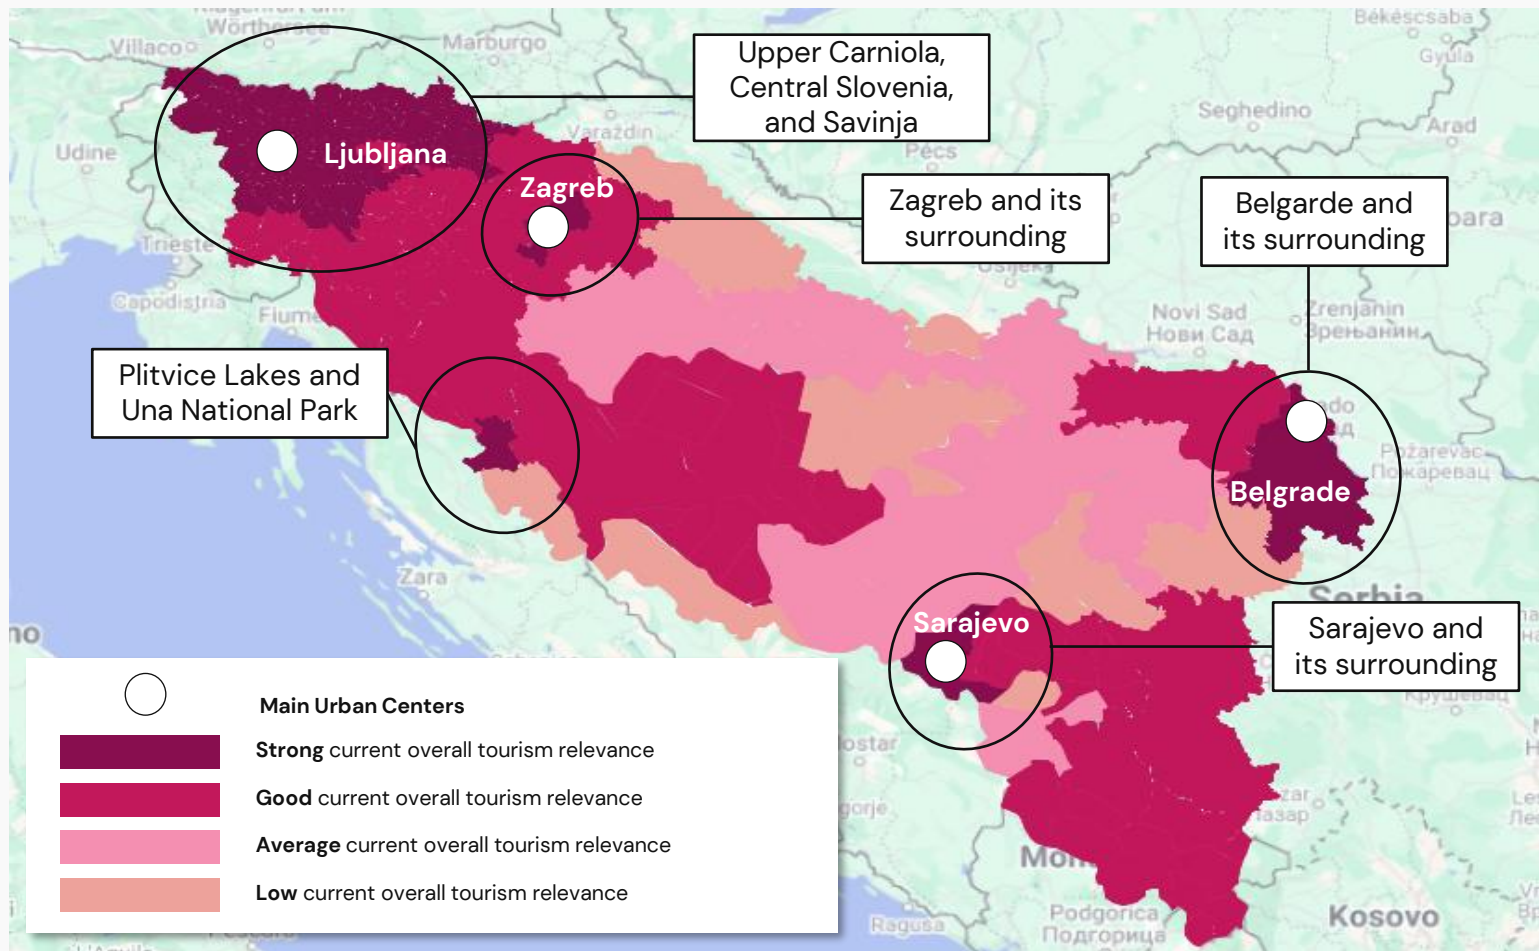 Wörthersee
Villaco
Marburgo
Békéscsaba
Gyula
Upper Carniola,
Central Slovenia,
and Savinja
Seghedino
Arad
Udine
Ljubljana
Varaždin
Pécs
Zagreb
Zagreb and its
surrounding
Belgarde and
its surrounding
Trieste
Capodistria
Fiume
Osijek
Novi Sad
Нови Сад
Zrenjanin
Зрењанин
Plitvice Lakes and
Una National Park
Požarevac
Пожаревац
Belgrade
Zara
Serbia
Sarajevo
Sarajevo and
its surrounding
Крушевац
Main Urban Centers
Strong current overall tourism relevance
Good current overall tourism relevance
Average current overall tourism relevance
Low current overall tourism relevance
Ragusa
Podgorica
Подгорица
Kosovo